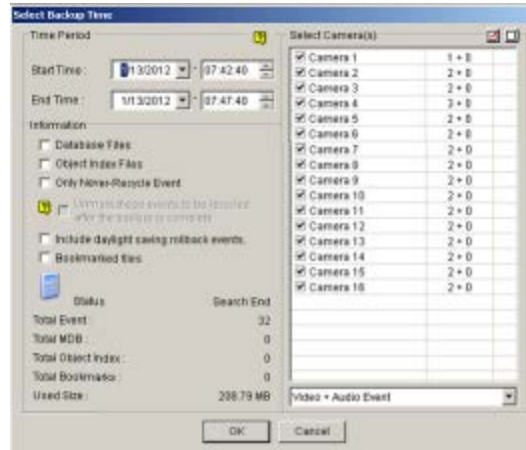 Select Backup Time
Time Period
Start Time : 1/13/2012 - 07:42:40
End Time : 1/13/2012 - 07:47:40
Information
Database Files
Object Index Files
Only Never-Recycle Event
after the backup is complete
Include daylight saving rollback events.
Bookmarked files
Status Search End
Total Event : 32
Total MDB : 0
Total Object Index : 0
Total Bookmarks : 0
Used Size : 208.79 MB
Select Camera(s)
Camera 1 1 + 0
Camera 2 2 + 0
Camera 3 2 + 0
Camera 4 3 + 0
Camera 5 2 + 0
Camera 6 2 + 0
Camera 7 2 + 0
Camera 8 2 + 0
Camera 9 2 + 0
Camera 10 2 + 0
Camera 11 2 + 0
Camera 12 2 + 0
Camera 13 2 + 0
Camera 14 2 + 0
Camera 15 2 + 0
Camera 16 2 + 0
Video + Audio Event
OK Cancel